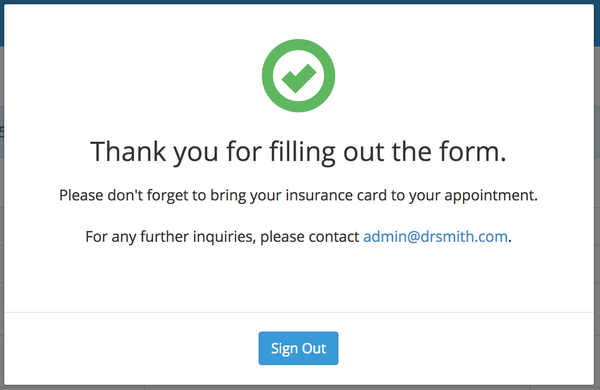 Thank you for filling out the form.
Please don't forget to bring your insurance card to your appointment.
For any further inquiries, please contact admin@drsmith.com.
Sign Out